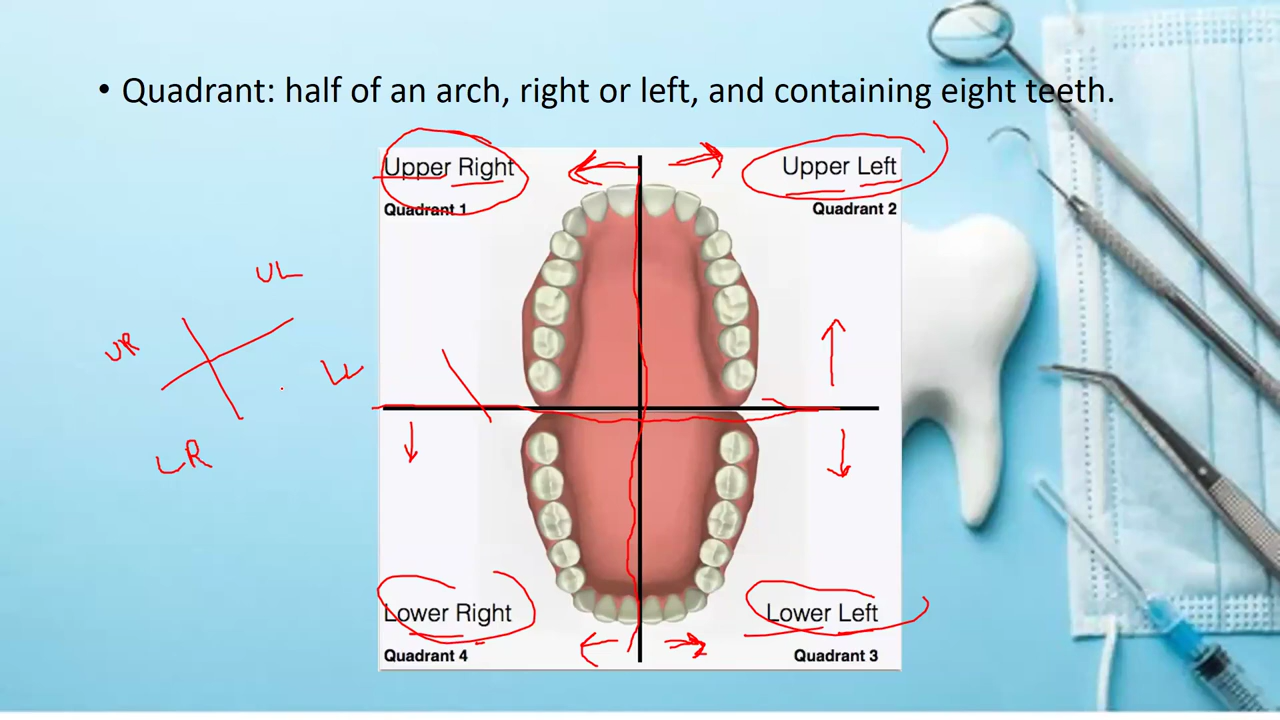 • Quadrant: half of an arch, right or left, and containing eight teeth.
Upper Right
Upper Left
Quadrant 1
Quadrant 2
UL
UR
LL
LR
Lower Right
Lower Left
Quadrant 4
Quadrant 3